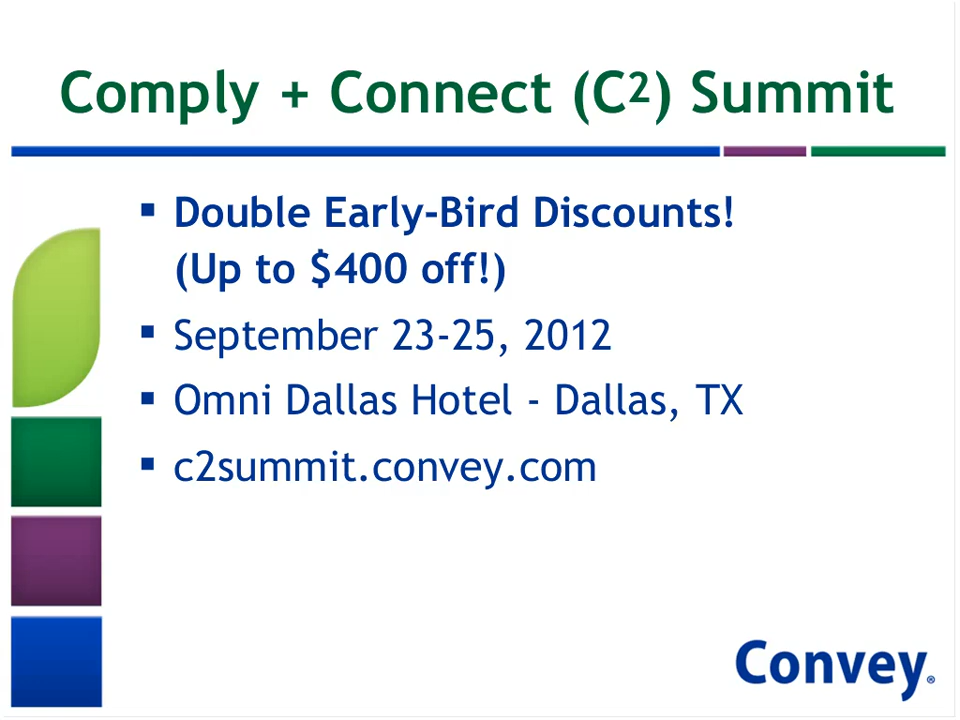 Comply + Connect (C²) Summit
▪ Double Early-Bird Discounts!
(Up to $400 off!)
▪ September 23-25, 2012
▪ Omni Dallas Hotel - Dallas, TX
▪ c2summit.convey.com
Convey®